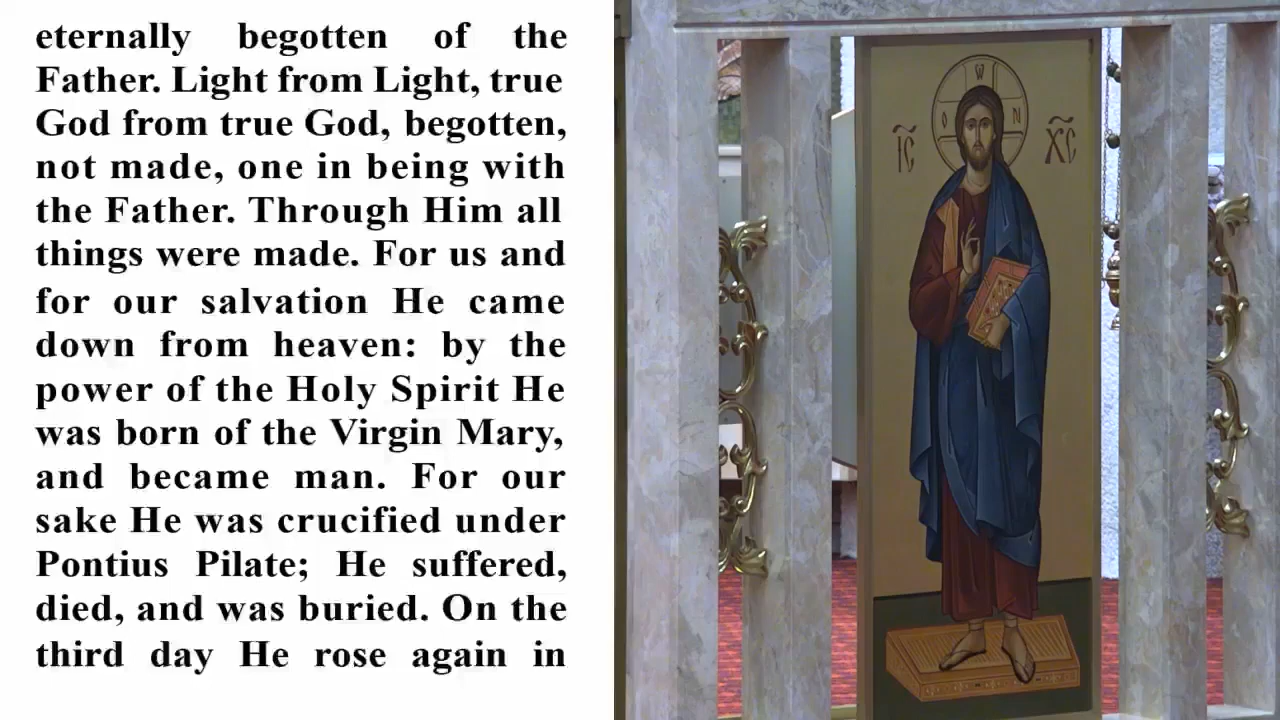 eternally begotten of the
Father. Light from Light, true
God from true God, begotten,
not made, one in being with
the Father. Through Him all
things were made. For us and
for our salvation He came
down from heaven: by the
power of the Holy Spirit He
was born of the Virgin Mary,
and became man. For our
sake He was crucified under
Pontius Pilate; He suffered,
died, and was buried. On the
third day He rose again in
W
O N
IC XC